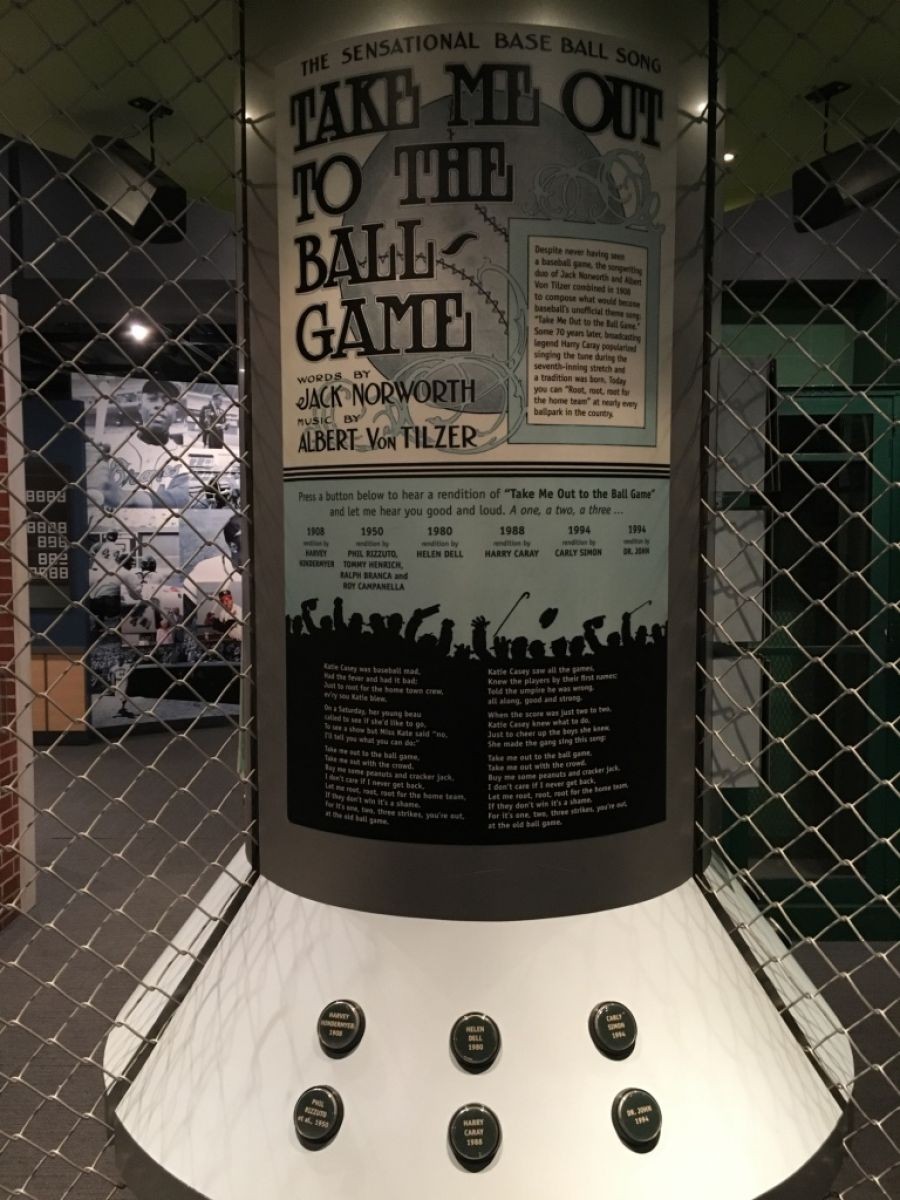 THE SENSATIONAL BASE BALL SONG
TAKE ME OUT
TO THE
BALL-
GAME
WORDS BY
JACK NORWORTH
MUSIC BY
ALBERT VON TILZER
Despite never having seen
a baseball game, the songwriting
duo of Jack Norworth and Albert
Von Tilzer combined in 1908
to compose what would become
baseball's unofficial theme song:
"Take Me Out to the Ball Game."
Some 70 years later, broadcasting
legend Harry Caray popularized
singing the tune during the
seventh-inning stretch and
a tradition was born. Today
you can "Root, root, root for
the home team" at nearly every
ballpark in the country.
Press a button below to hear a rendition of "Take Me Out to the Ball Game"
and let me hear you good and loud. A one, a two, a three ...
1908
rendition by
HARVEY
HINDERMYER
1950
rendition by
PHIL RIZZUTO,
TOMMY HENRICH,
RALPH BRANCA and
ROY CAMPANELLA
1980
rendition by
HELEN DELL
1988
rendition by
HARRY CARAY
1994
rendition by
CARLY SIMON
1994
rendition by
DR. JOHN
Katie Casey was baseball mad,
Had the fever and had it bad;
Just to root for the home town crew,
ev'ry sou Katie blew.
On a Saturday, her young beau
called to see if she'd like to go,
To see a show but Miss Kate said "no,
I'll tell you what you can do:"
Take me out to the ball game,
Take me out with the crowd.
Buy me some peanuts and cracker jack,
I don't care if I never get back,
Let me root, root, root for the home team,
If they don't win it's a shame.
For it's one, two, three strikes, you're out,
at the old ball game.
Katie Casey saw all the games,
Knew the players by their first names;
Told the umpire he was wrong,
all along, good and strong.
When the score was just two to two,
Katie Casey knew what to do,
Just to cheer up the boys she knew,
She made the gang sing this song:
Take me out to the ball game,
Take me out with the crowd.
Buy me some peanuts and cracker jack,
I don't care if I never get back,
Let me root, root, root for the home team,
If they don't win it's a shame.
For it's one, two, three strikes, you're out,
at the old ball game.
HARVEY
HINDERMYER
1908
HELEN
DELL
1980
CARLY
SIMON
1994
PHIL
RIZZUTO
et al., 1950
HARRY
CARAY
1988
DR. JOHN
1994